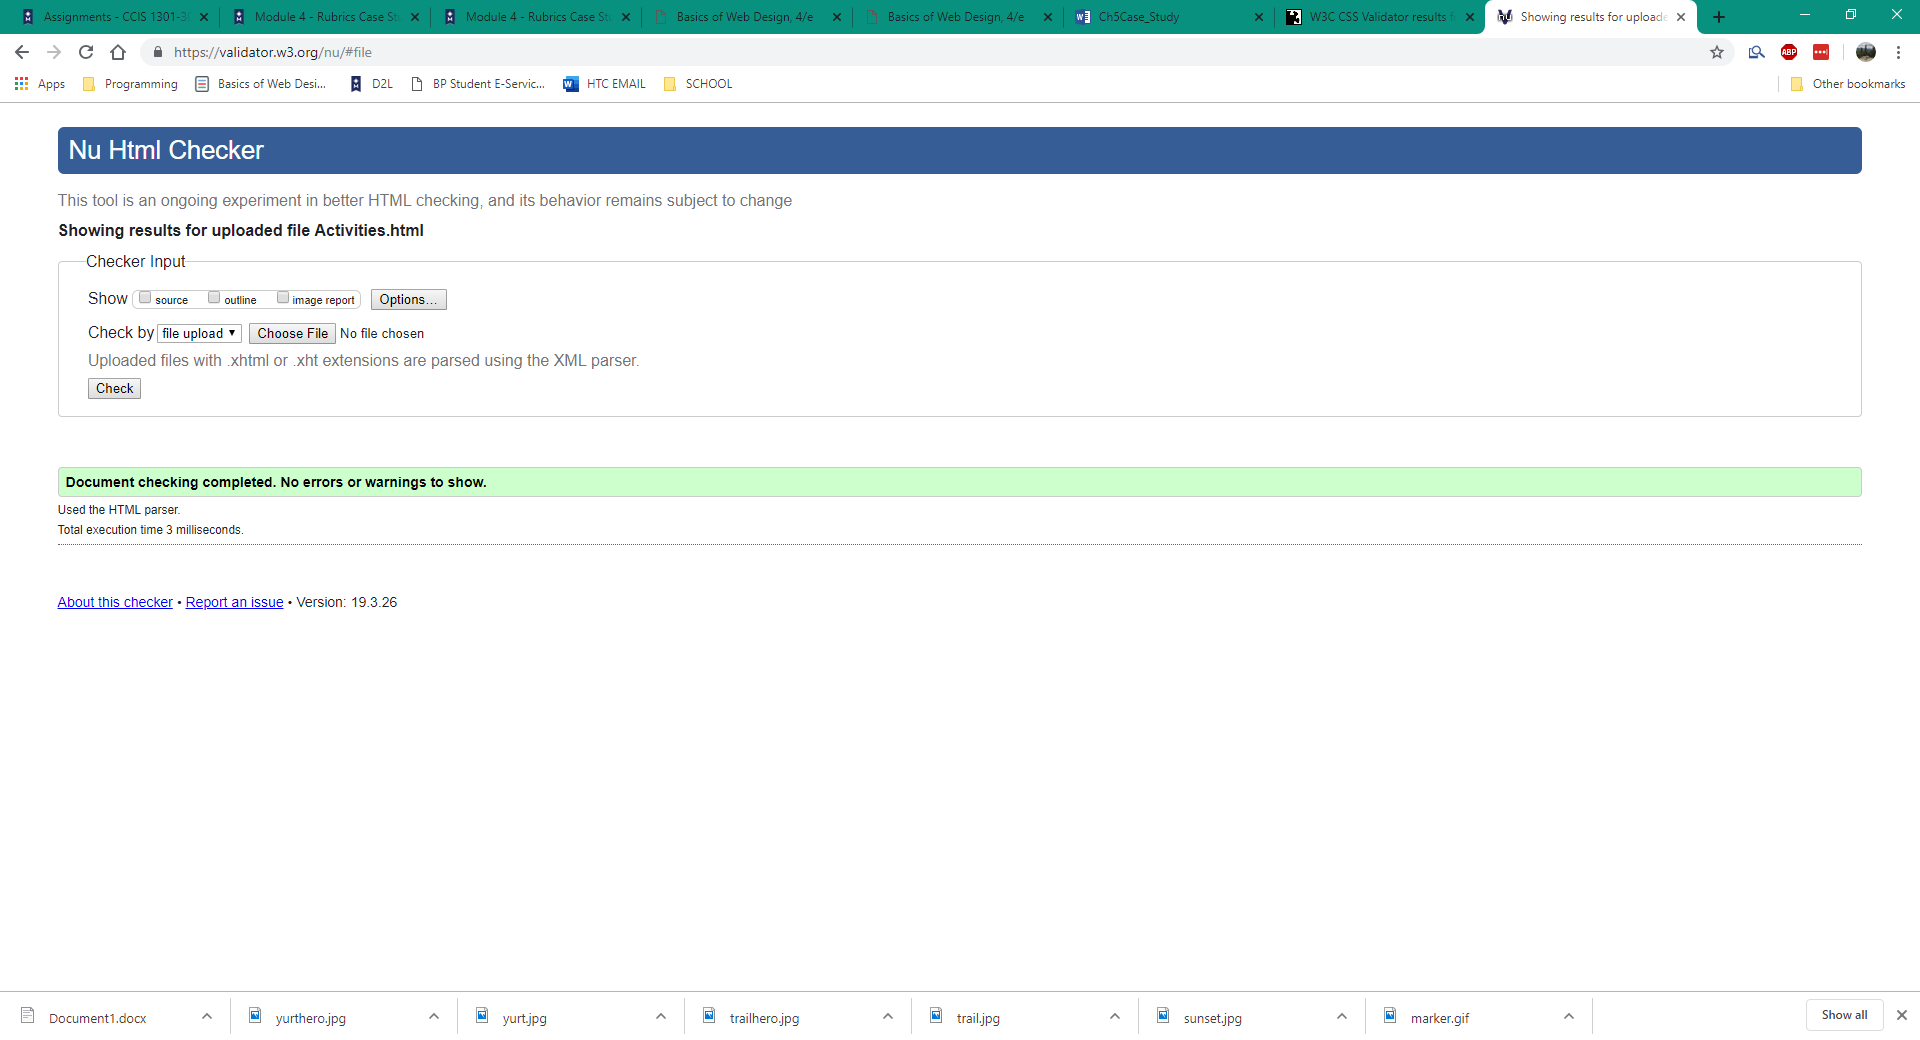 Assignments - CCIS 1301-3
Module 4 - Rubrics Case St
Module 4 - Rubrics Case St
Basics of Web Design, 4/e
Basics of Web Design, 4/e
Ch5Case_Study
W3C CSS Validator results f
Showing results for uploade
https://validator.w3.org/nu/#file
Apps
Programming
Basics of Web Desi...
D2L
BP Student E-Servic...
HTC EMAIL
SCHOOL
Other bookmarks
Nu Html Checker
This tool is an ongoing experiment in better HTML checking, and its behavior remains subject to change
Showing results for uploaded file Activities.html
Checker Input
Show source outline image report Options...
Check by file upload Choose File No file chosen
Uploaded files with .xhtml or .xht extensions are parsed using the XML parser.
Check
Document checking completed. No errors or warnings to show.
Used the HTML parser.
Total execution time 3 milliseconds.
About this checker • Report an issue • Version: 19.3.26
Document1.docx
yurthero.jpg
yurt.jpg
trailhero.jpg
trail.jpg
sunset.jpg
marker.gif
Show all